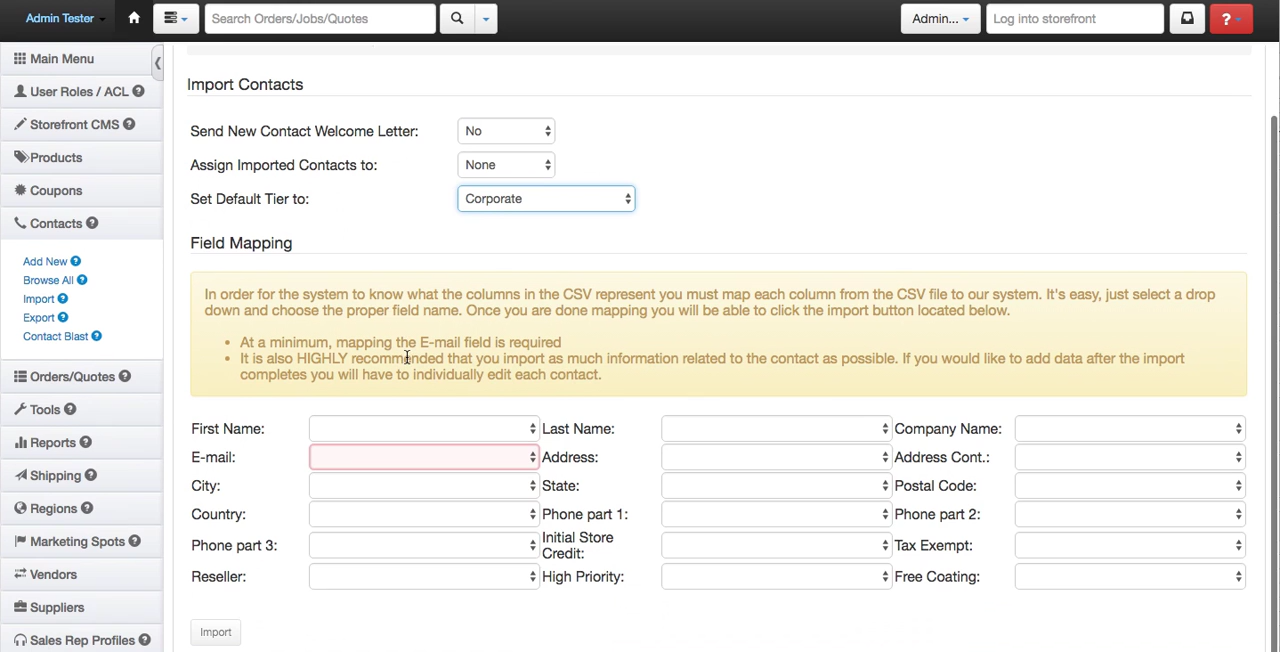 Admin Tester
Search Orders/Jobs/Quotes
Admin...
Log into storefront
?
Main Menu
User Roles / ACL ?
Storefront CMS ?
Products
Coupons
Contacts ?
Add New ?
Browse All ?
Import ?
Export ?
Contact Blast ?
Orders/Quotes ?
Tools ?
Reports ?
Shipping ?
Regions ?
Marketing Spots ?
Vendors
Suppliers
Sales Rep Profiles ?
Import Contacts
Send New Contact Welcome Letter: No
Assign Imported Contacts to: None
Set Default Tier to: Corporate
Field Mapping
In order for the system to know what the columns in the CSV represent you must map each column from the CSV file to our system. It's easy, just select a drop
down and choose the proper field name. Once you are done mapping you will be able to click the import button located below.
• At a minimum, mapping the E-mail field is required
• It is also HIGHLY recommended that you import as much information related to the contact as possible. If you would like to add data after the import
completes you will have to individually edit each contact.
First Name: Last Name: Company Name:
E-mail: Address: Address Cont.:
City: State: Postal Code:
Country: Phone part 1: Phone part 2:
Phone part 3: Initial Store Credit: Tax Exempt:
Reseller: High Priority: Free Coating:
Import